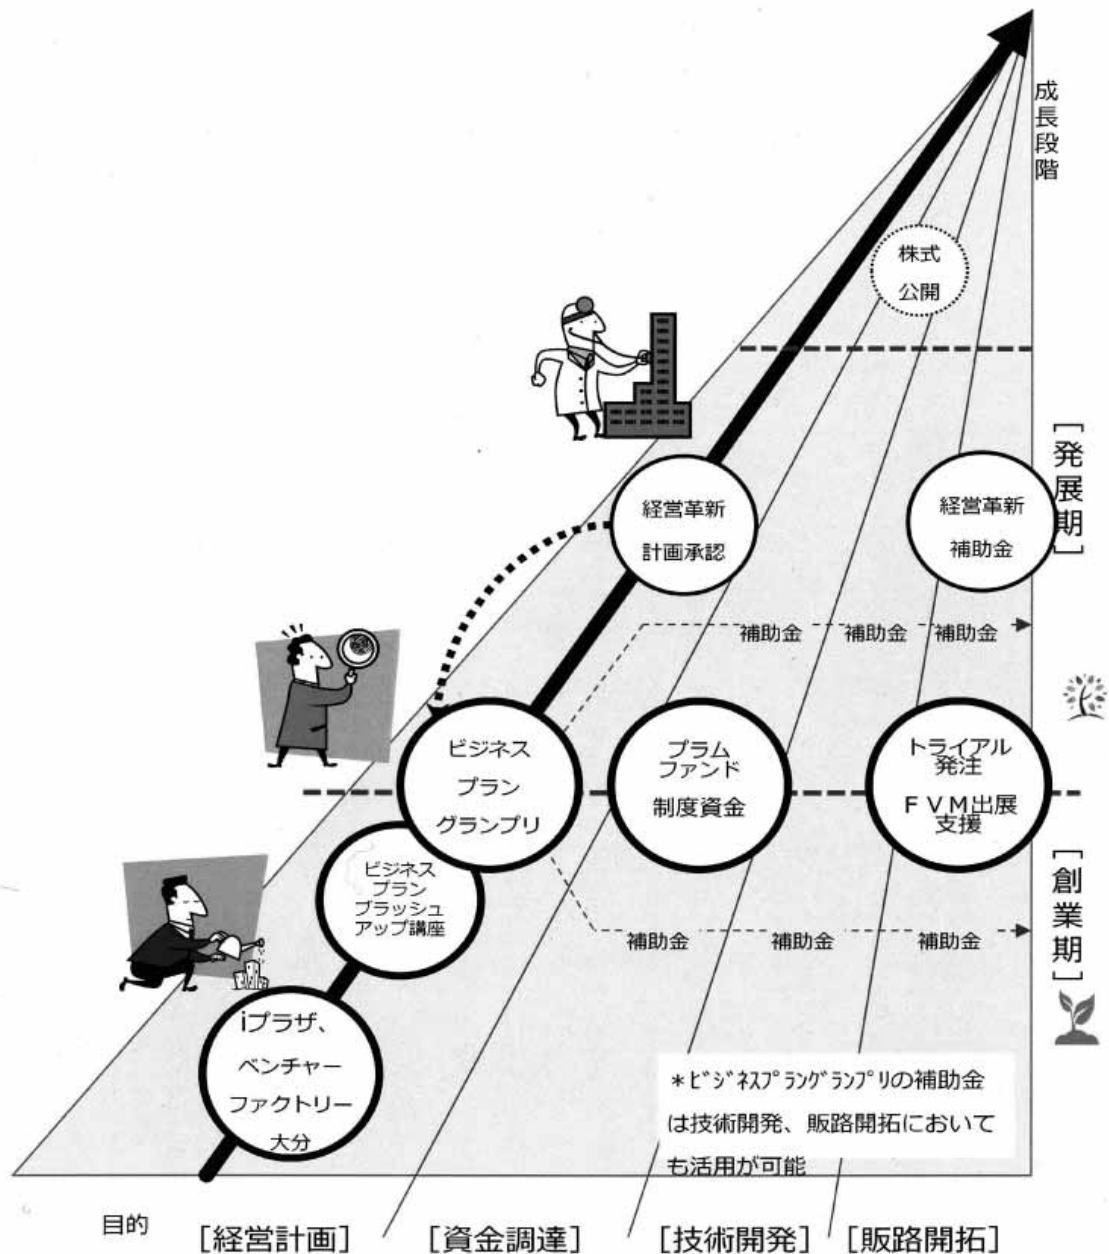 成長段階
株式
公開
[発展期]
経営革新
計画承認
経営革新
補助金
補助金
補助金
補助金
ビジネス
プラン
グランプリ
プラム
ファンド
制度資金
トライアル
発注
ＦＶＭ出展
支援
ビジネス
プラン
ブラッシュ
アップ講座
[創業期]
補助金
補助金
補助金
iプラザ、
ベンチャー
ファクトリー
大分
＊ﾋﾞｼﾞﾈｽﾌﾟﾗﾝｸﾞﾗﾝﾌﾟﾘの補助金
は技術開発、販路開拓において
も活用が可能
目的
[経営計画]
[資金調達]
[技術開発]
[販路開拓]